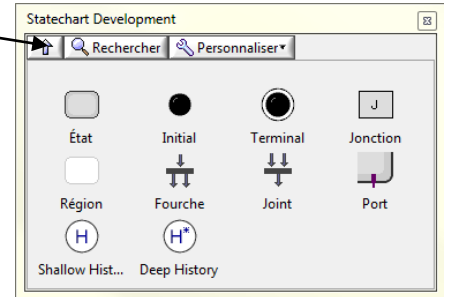 Statechart Development
Rechercher Personnaliser
J
État Initial Terminal Jonction
Région Fourche Joint Port
H H*
Shallow Hist... Deep History